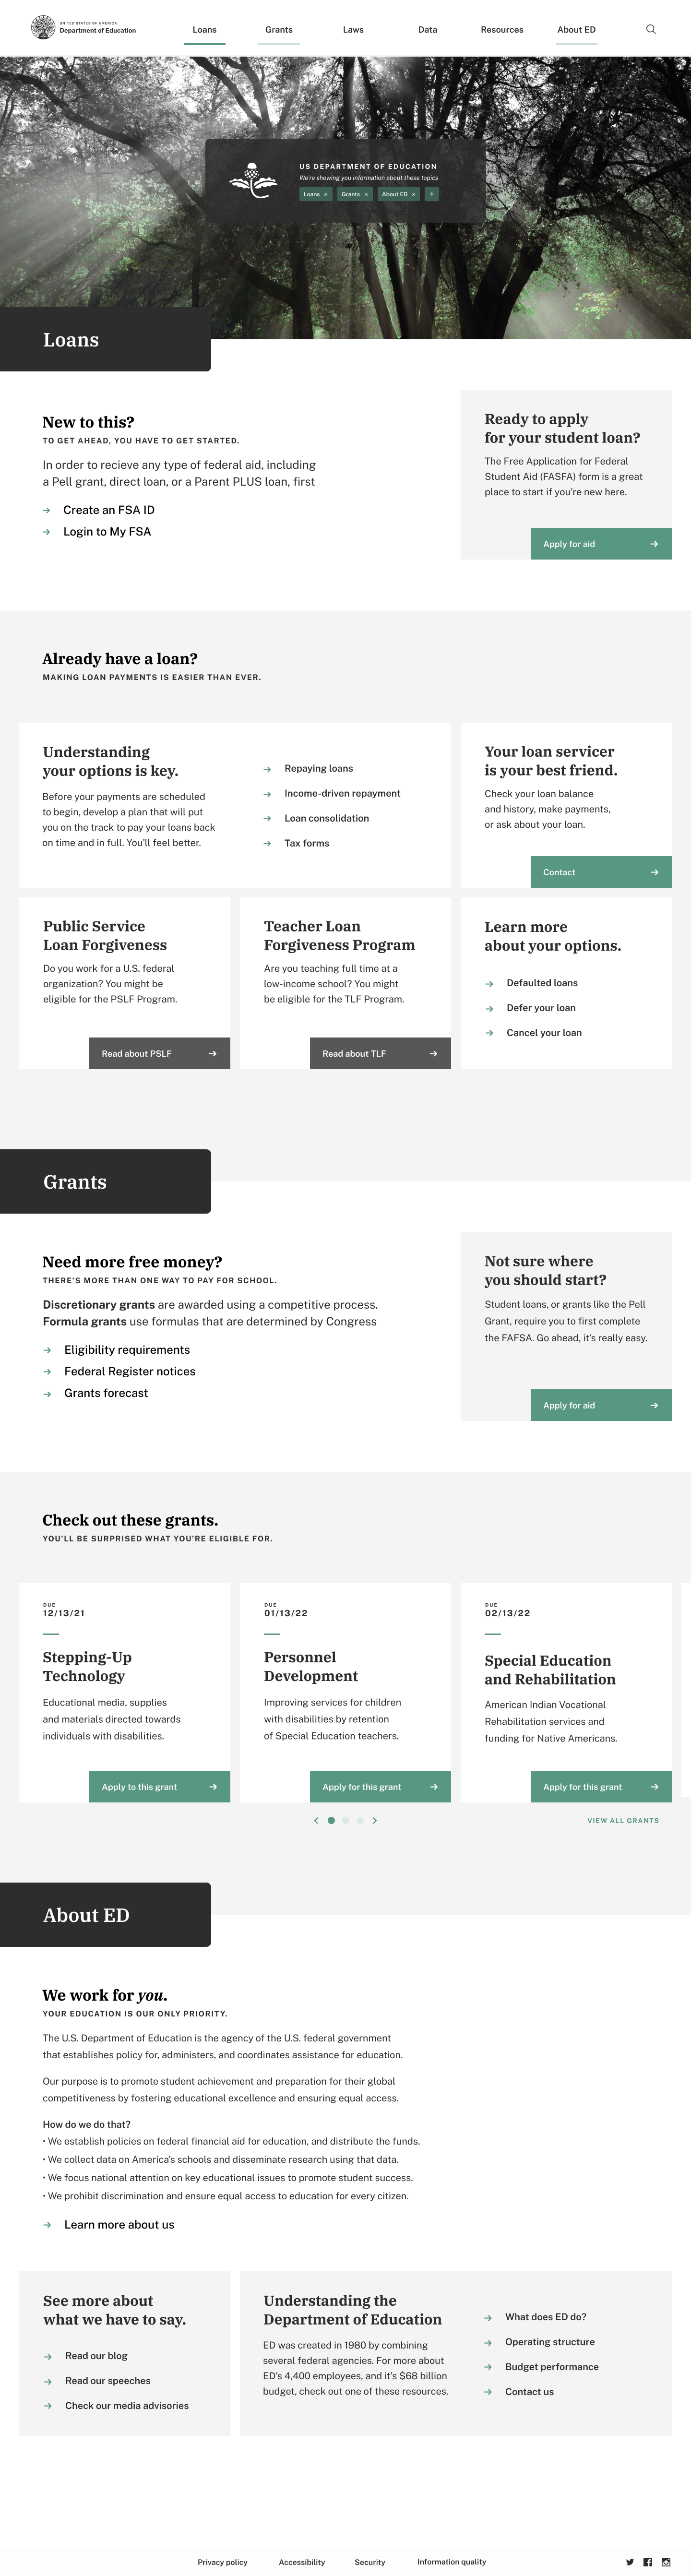 UNITED STATES OF AMERICA
Department of Education
Loans
Grants
Laws
Data
Resources
About ED
US DEPARTMENT OF EDUCATION
We're showing you information about these topics
Loans ×
Grants ×
About ED ×
+
Loans
New to this?
TO GET AHEAD, YOU HAVE TO GET STARTED.
In order to recieve any type of federal aid, including
a Pell grant, direct loan, or a Parent PLUS loan, first
Create an FSA ID
Login to My FSA
Ready to apply
for your student loan?
The Free Application for Federal
Student Aid (FASFA) form is a great
place to start if you're new here.
Apply for aid
Already have a loan?
MAKING LOAN PAYMENTS IS EASIER THAN EVER.
Understanding
your options is key.
Before your payments are scheduled
to begin, develop a plan that will put
you on the track to pay your loans back
on time and in full. You'll feel better.
Repaying loans
Income-driven repayment
Loan consolidation
Tax forms
Your loan servicer
is your best friend.
Check your loan balance
and history, make payments,
or ask about your loan.
Contact
Public Service
Loan Forgiveness
Do you work for a U.S. federal
organization? You might be
eligible for the PSLF Program.
Read about PSLF
Teacher Loan
Forgiveness Program
Are you teaching full time at a
low-income school? You might
be eligible for the TLF Program.
Read about TLF
Learn more
about your options.
Defaulted loans
Defer your loan
Cancel your loan
Grants
Need more free money?
THERE'S MORE THAN ONE WAY TO PAY FOR SCHOOL.
Discretionary grants are awarded using a competitive process.
Formula grants use formulas that are determined by Congress
Eligibility requirements
Federal Register notices
Grants forecast
Not sure where
you should start?
Student loans, or grants like the Pell
Grant, require you to first complete
the FAFSA. Go ahead, it's really easy.
Apply for aid
Check out these grants.
YOU'LL BE SURPRISED WHAT YOU'RE ELIGIBLE FOR.
DUE
12/13/21
Stepping-Up
Technology
Educational media, supplies
and materials directed towards
individuals with disabilities.
Apply to this grant
DUE
01/13/22
Personnel
Development
Improving services for children
with disabilities by retention
of Special Education teachers.
Apply for this grant
DUE
02/13/22
Special Education
and Rehabilitation
American Indian Vocational
Rehabilitation services and
funding for Native Americans.
Apply for this grant
VIEW ALL GRANTS
About ED
We work for you.
YOUR EDUCATION IS OUR ONLY PRIORITY.
The U.S. Department of Education is the agency of the U.S. federal government
that establishes policy for, administers, and coordinates assistance for education.
Our purpose is to promote student achievement and preparation for their global
competitiveness by fostering educational excellence and ensuring equal access.
How do we do that?
• We establish policies on federal financial aid for education, and distribute the funds.
• We collect data on America's schools and disseminate research using that data.
• We focus national attention on key educational issues to promote student success.
• We prohibit discrimination and ensure equal access to education for every citizen.
Learn more about us
See more about
what we have to say.
Read our blog
Read our speeches
Check our media advisories
Understanding the
Department of Education
ED was created in 1980 by combining
several federal agencies. For more about
ED's 4,400 employees, and it's $68 billion
budget, check out one of these resources.
What does ED do?
Operating structure
Budget performance
Contact us
Privacy policy
Accessibility
Security
Information quality